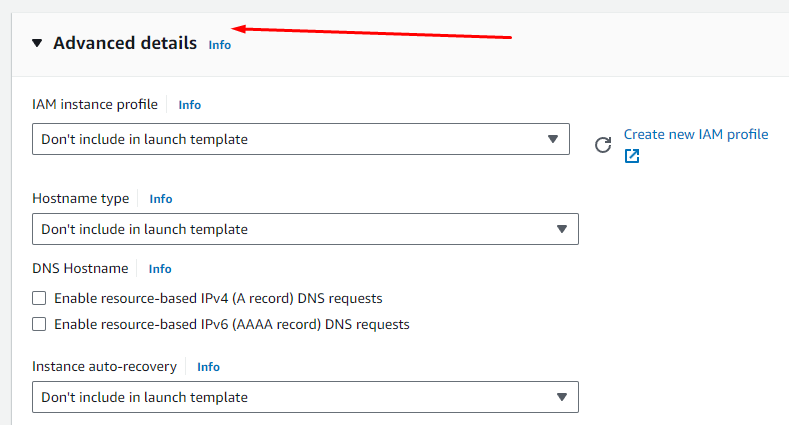 Advanced details Info
IAM instance profile Info
Don't include in launch template
Create new IAM profile
Hostname type Info
Don't include in launch template
DNS Hostname Info
Enable resource-based IPv4 (A record) DNS requests
Enable resource-based IPv6 (AAAA record) DNS requests
Instance auto-recovery Info
Don't include in launch template